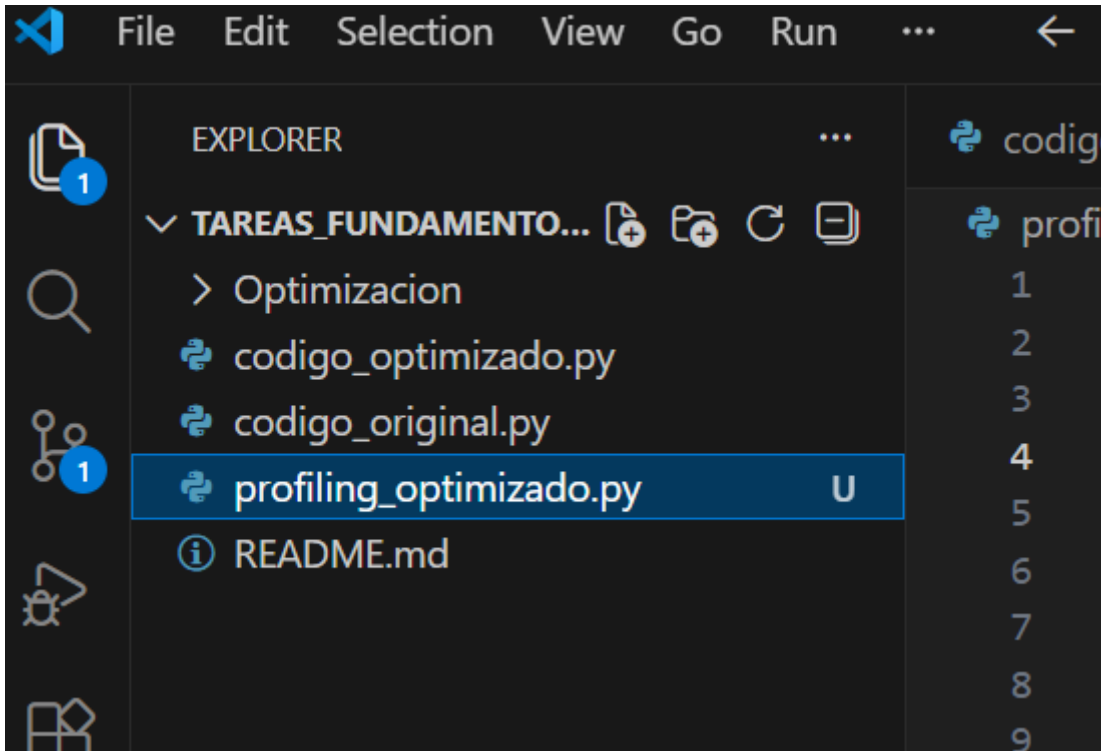 File Edit Selection View Go Run ... ←
EXPLORER ...
codig
1
TAREAS_FUNDAMENTO...
profi
Optimizacion
1
codigo_optimizado.py
2
codigo_original.py
3
1
4
profiling_optimizado.py U
5
README.md
6
7
8
9